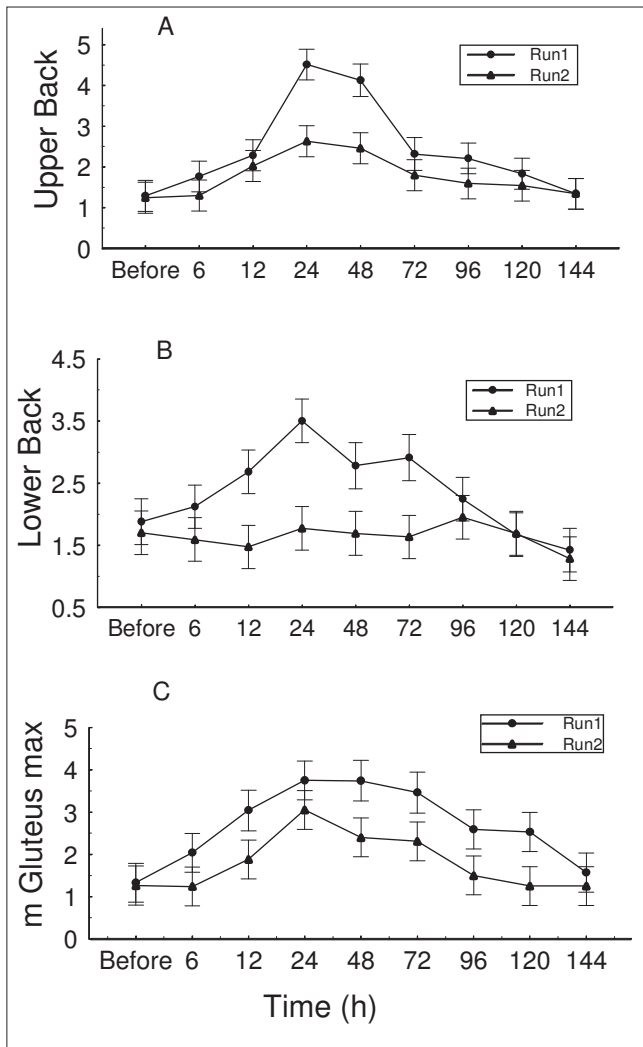 A
Upper Back
5
4
3
2
1
0
Run1
Run2
Before 6 12 24 48 72 96 120 144
B
Lower Back
4.5
3.5
2.5
1.5
0.5
Run1
Run2
Before 6 12 24 48 72 96 120 144
C
m Gluteus max
5
4
3
2
1
0
Run1
Run2
Before 6 12 24 48 72 96 120 144
Time (h)